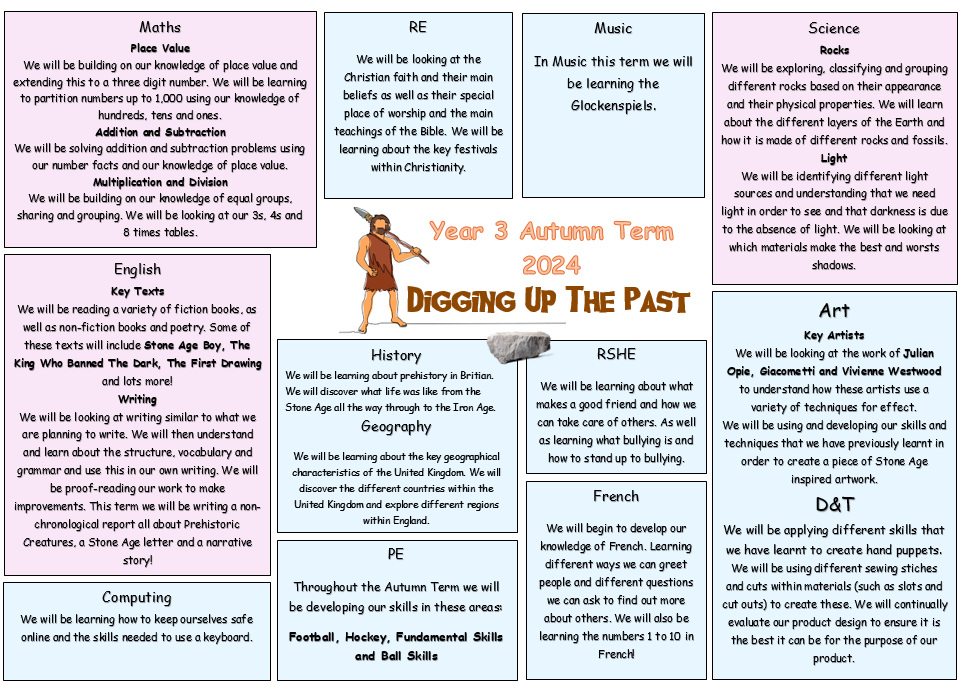 Maths
Place Value
We will be building on our knowledge of place value and
extending this to a three digit number. We will be learning
to partition numbers up to 1,000 using our knowledge of
hundreds, tens and ones.
Addition and Subtraction
We will be solving addition and subtraction problems using
our number facts and our knowledge of place value.
Multiplication and Division
We will be building on our knowledge of equal groups,
sharing and grouping. We will be looking at our 3s, 4s and
8 times tables.
RE
We will be looking at the
Christian faith and their main
beliefs as well as their special
place of worship and the main
teachings of the Bible. We will be
learning about the key festivals
within Christianity.
Music
In Music this term we will
be learning the
Glockenspiels.
Science
Rocks
We will be exploring, classifying and grouping
different rocks based on their appearance
and their physical properties. We will learn
about the different layers of the Earth and
how it is made of different rocks and fossils.
Light
We will be identifying different light
sources and understanding that we need
light in order to see and that darkness is due
to the absence of light. We will be looking at
which materials make the best and worsts
shadows.
Year 3 Autumn Term
2024
Digging Up The Past
English
Key Texts
We will be reading a variety of fiction books, as
well as non-fiction books and poetry. Some of
these texts will include Stone Age Boy, The
King Who Banned The Dark, The First Drawing
and lots more!
Writing
We will be looking at writing similar to what we
are planning to write. We will then understand
and learn about the structure, vocabulary and
grammar and use this in our own writing. We will
be proof-reading our work to make
improvements. This term we will be writing a non-
chronological report all about Prehistoric
Creatures, a Stone Age letter and a narrative
story!
Computing
We will be learning how to keep ourselves safe
online and the skills needed to use a keyboard.
History
We will be learning about prehistory in Britian.
We will discover what life was like from the
Stone Age all the way through to the Iron Age.
Geography
We will be learning about the key geographical
characteristics of the United Kingdom. We will
discover the different countries within the
United Kingdom and explore different regions
within England.
PE
Throughout the Autumn Term we will
be developing our skills in these areas:
Football, Hockey, Fundamental Skills
and Ball Skills
RSHE
We will be learning about what
makes a good friend and how we
can take care of others. As well
as learning what bullying is and
how to stand up to bullying.
French
We will begin to develop our
knowledge of French. Learning
different ways we can greet
people and different questions
we can ask to find out more
about others. We will also be
learning the numbers 1 to 10 in
French!
Art
Key Artists
We will be looking at the work of Julian
Opie, Giacometti and Vivienne Westwood
to understand how these artists use a
variety of techniques for effect.
We will be using and developing our skills and
techniques that we have previously learnt in
order to create a piece of Stone Age
inspired artwork.
D&T
We will be applying different skills that
we have learnt to create hand puppets.
We will be using different sewing stiches
and cuts within materials (such as slots and
cut outs) to create these. We will continually
evaluate our product design to ensure it is
the best it can be for the purpose of our
product.